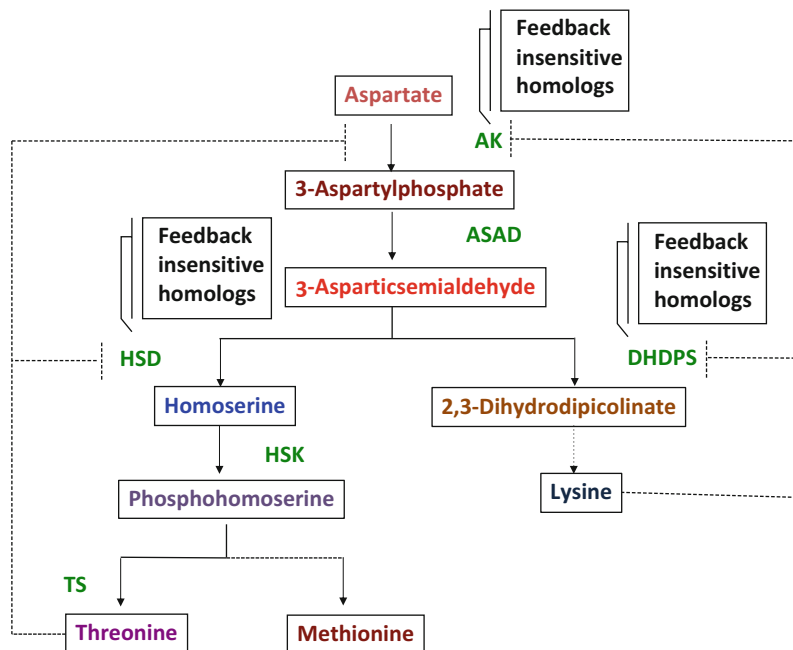 Feedback
insensitive
homologs
Aspartate
AK
3-Aspartylphosphate
ASAD
Feedback
insensitive
homologs
Feedback
insensitive
homologs
3-Asparticsemialdehyde
HSD
DHDPS
Homoserine
2,3-Dihydrodipicolinate
HSK
Phosphohomoserine
Lysine
TS
Threonine
Methionine